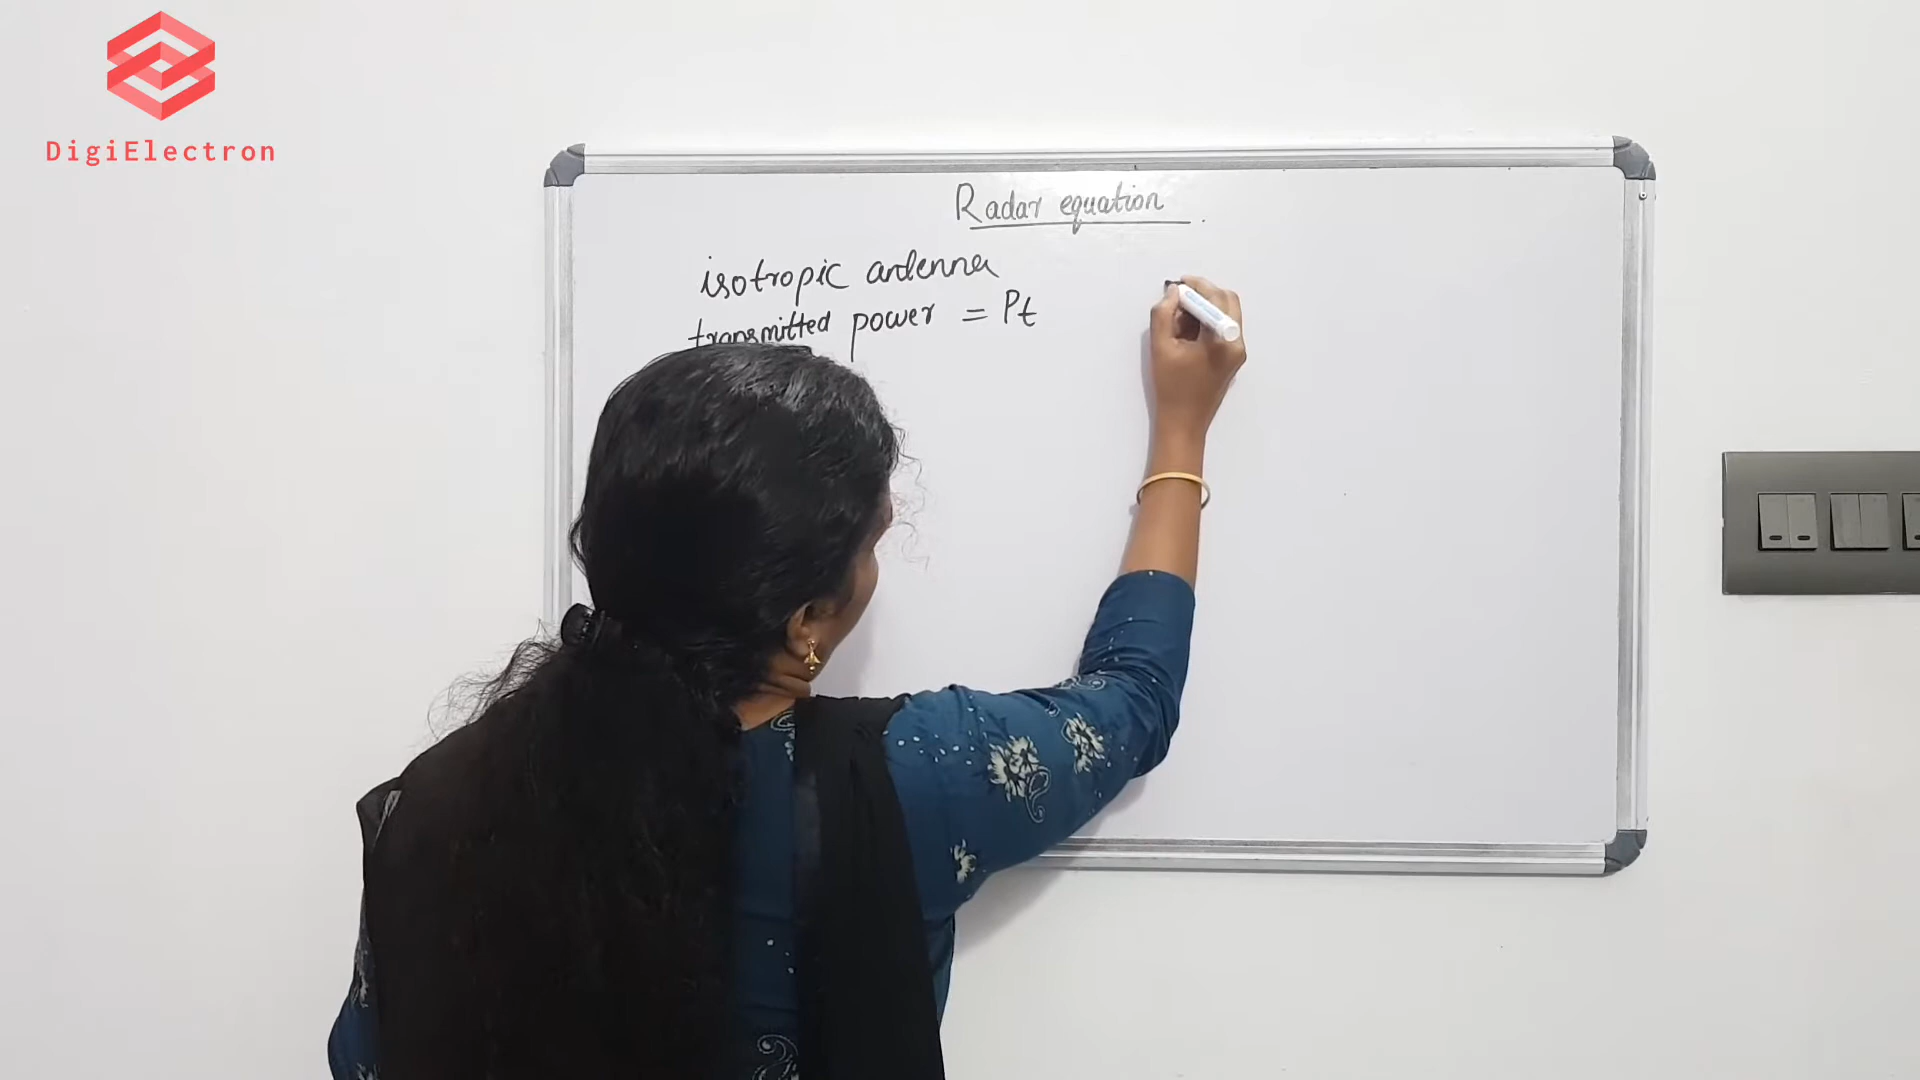 DigiElectron
Radar equation
isotropic antenna
transmitted power = Pt